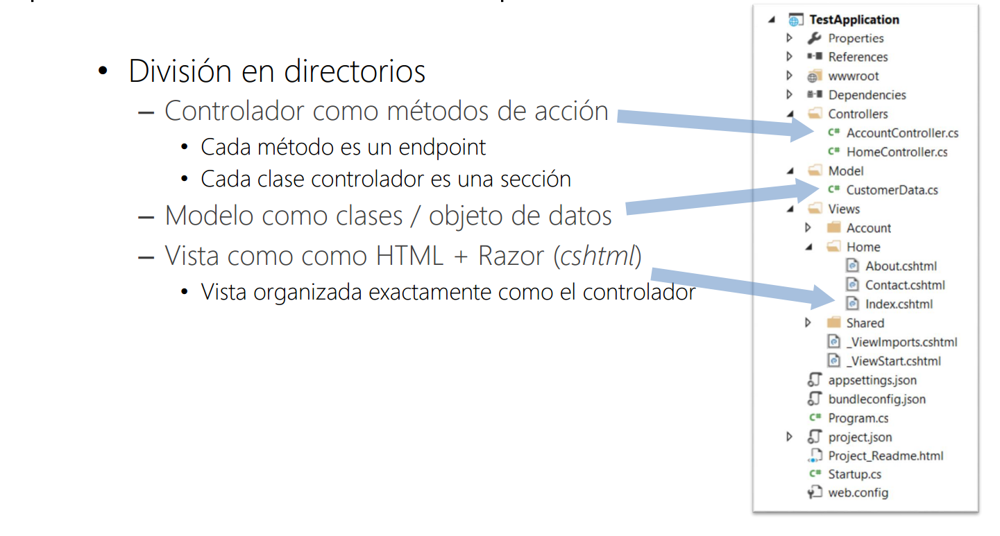 • División en directorios
– Controlador como métodos de acción
• Cada método es un endpoint
• Cada clase controlador es una sección
– Modelo como clases / objeto de datos
– Vista como como HTML + Razor (cshtml)
• Vista organizada exactamente como el controlador
TestApplication
Properties
References
wwwroot
Dependencies
Controllers
C# AccountController.cs
C# HomeController.cs
Model
C# CustomerData.cs
Views
Account
Home
About.cshtml
Contact.cshtml
Index.cshtml
Shared
_ViewImports.cshtml
_ViewStart.cshtml
appsettings.json
bundleconfig.json
C# Program.cs
project.json
Project_Readme.html
C# Startup.cs
web.config